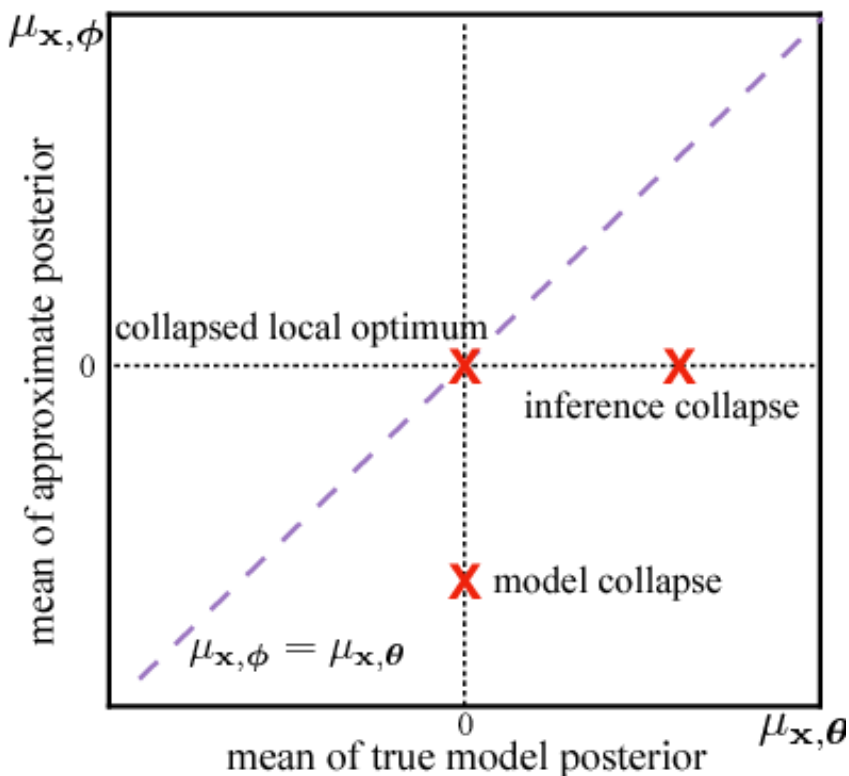 μx,ϕ
mean of approximate posterior
collapsed local optimum
0
inference collapse
model collapse
μx,ϕ = μx,θ
0
μx,θ
mean of true model posterior